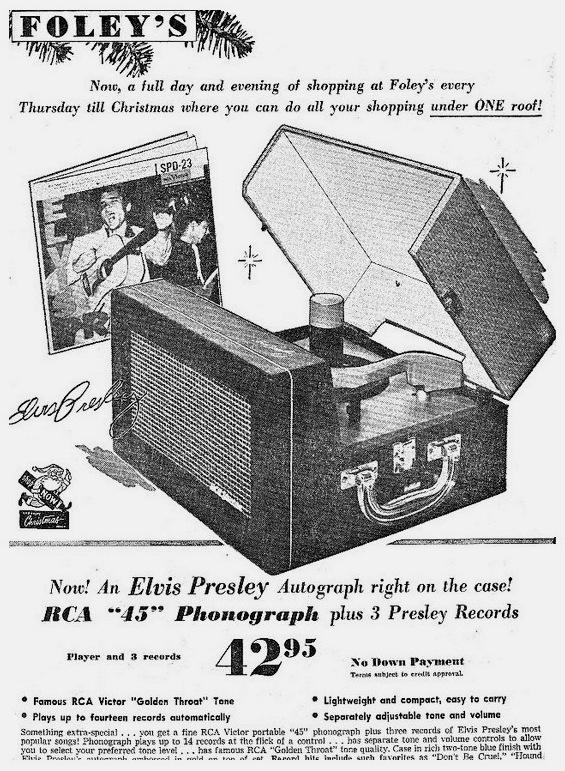 FOLEY'S
Now, a full day and evening of shopping at Foley's every
Thursday till Christmas where you can do all your shopping under ONE roof!
SPD-23
ELVIS
Elvis Presley
NOW!
Christmas
Now! An Elvis Presley Autograph right on the case!
RCA "45" Phonograph plus 3 Presley Records
Player and 3 records
42 95
No Down Payment
Terms subject to credit approval.
• Famous RCA Victor "Golden Throat" Tone
• Plays up to fourteen records automatically
• Lightweight and compact, easy to carry
• Separately adjustable tone and volume
Something extra-special . . . you get a fine RCA Victor portable "45" phonograph plus three records of Elvis Presley's most
popular songs! Phonograph plays up to 14 records at the flick of a control . . . has separate tone and volume controls to allow
you to select your preferred tone level . . . has famous RCA "Golden Throat" tone quality. Case in rich two-tone blue finish with
Elvis Presley's autograph embossed in gold on top of set. Record hits include such favorites as "Don't Be Cruel," "Hound